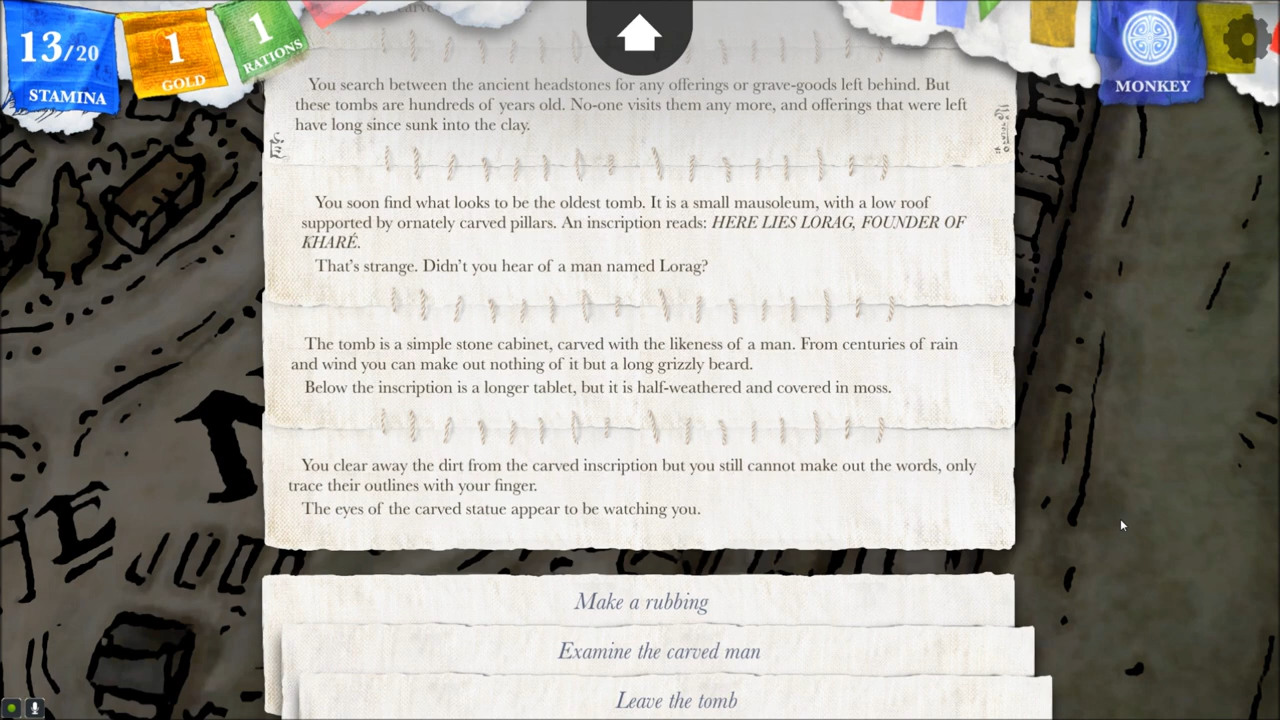 13/20
STAMINA
1
GOLD
1
RATIONS
MONKEY
You search between the ancient headstones for any offerings or grave-goods left behind. But
these tombs are hundreds of years old. No-one visits them any more, and offerings that were left
have long since sunk into the clay.
You soon find what looks to be the oldest tomb. It is a small mausoleum, with a low roof
supported by ornately carved pillars. An inscription reads: HERE LIES LORAG, FOUNDER OF
KHARÉ.
That's strange. Didn't you hear of a man named Lorag?
The tomb is a simple stone cabinet, carved with the likeness of a man. From centuries of rain
and wind you can make out nothing of it but a long grizzly beard.
Below the inscription is a longer tablet, but it is half-weathered and covered in moss.
You clear away the dirt from the carved inscription but you still cannot make out the words, only
trace their outlines with your finger.
The eyes of the carved statue appear to be watching you.
Make a rubbing
Examine the carved man
Leave the tomb